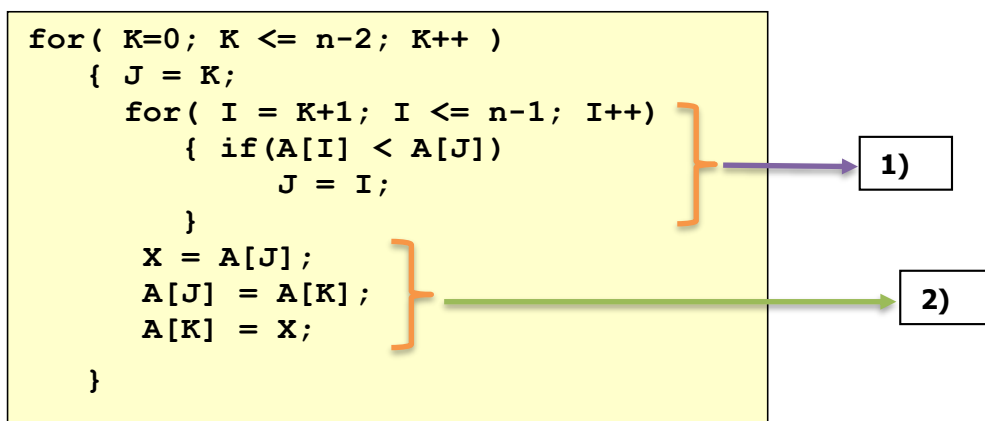 for( K=0; K <= n-2; K++ )
{ J = K;
for( I = K+1; I <= n-1; I++)
{ if(A[I] < A[J])
J = I;
}
X = A[J];
A[J] = A[K];
A[K] = X;
}
1)
2)